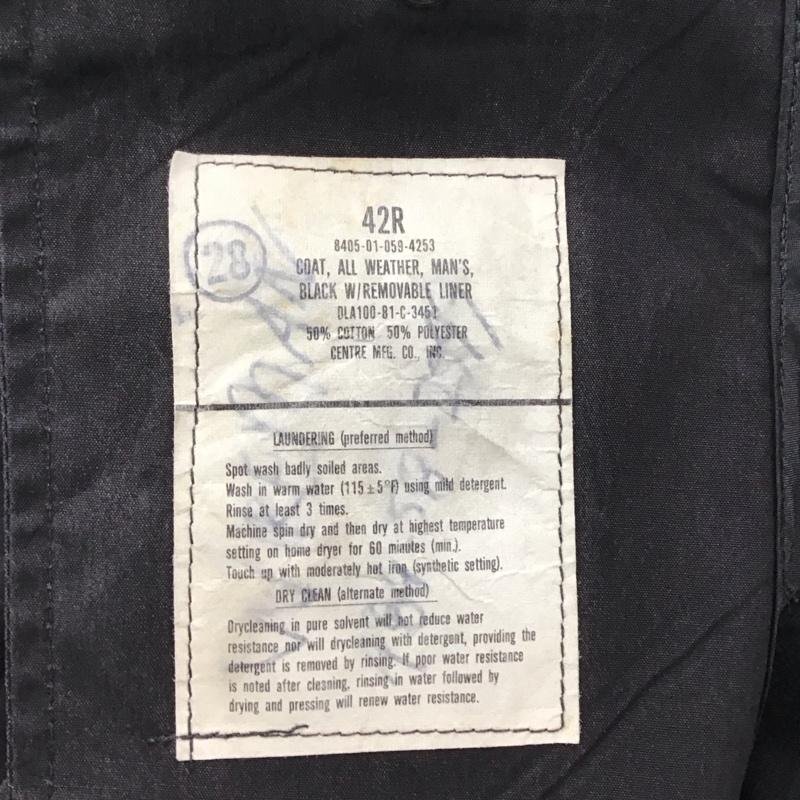 42R
8405-01-059-4253
28
COAT, ALL WEATHER, MAN'S,
BLACK W/REMOVABLE LINER
DLA100-81-C-3451
50% COTTON 50% POLYESTER
CENTRE MFG. CO., INC.
LAUNDERING (preferred method)
Spot wash badly soiled areas.
Wash in warm water (115±5°F) using mild detergent.
Rinse at least 3 times.
Machine spin dry and then dry at highest temperature
setting on home dryer for 60 minutes (min.).
Touch up with moderately hot iron (synthetic setting).
DRY CLEAN (alternate method)
Drycleaning in pure solvent will not reduce water
resistance nor will drycleaning with detergent, providing the
detergent is removed by rinsing. If poor water resistance
is noted after cleaning, rinsing in water followed by
drying and pressing will renew water resistance.